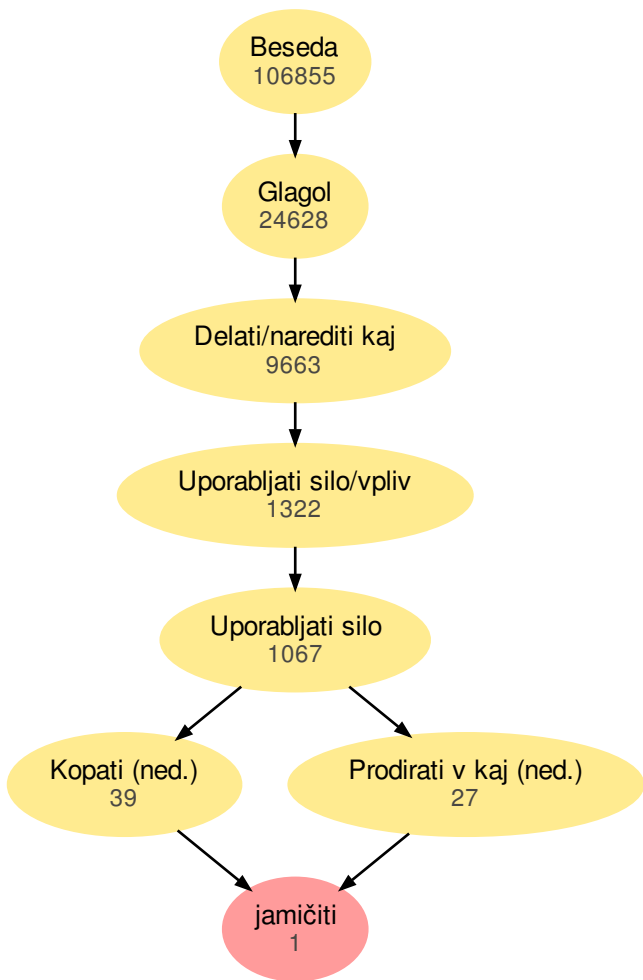 Beseda
106855
Glagol
24628
Delati/narediti kaj
9663
Uporabljati silo/vpliv
1322
Uporabljati silo
1067
Kopati (ned.)
39
Prodirati v kaj (ned.)
27
jamičiti
1